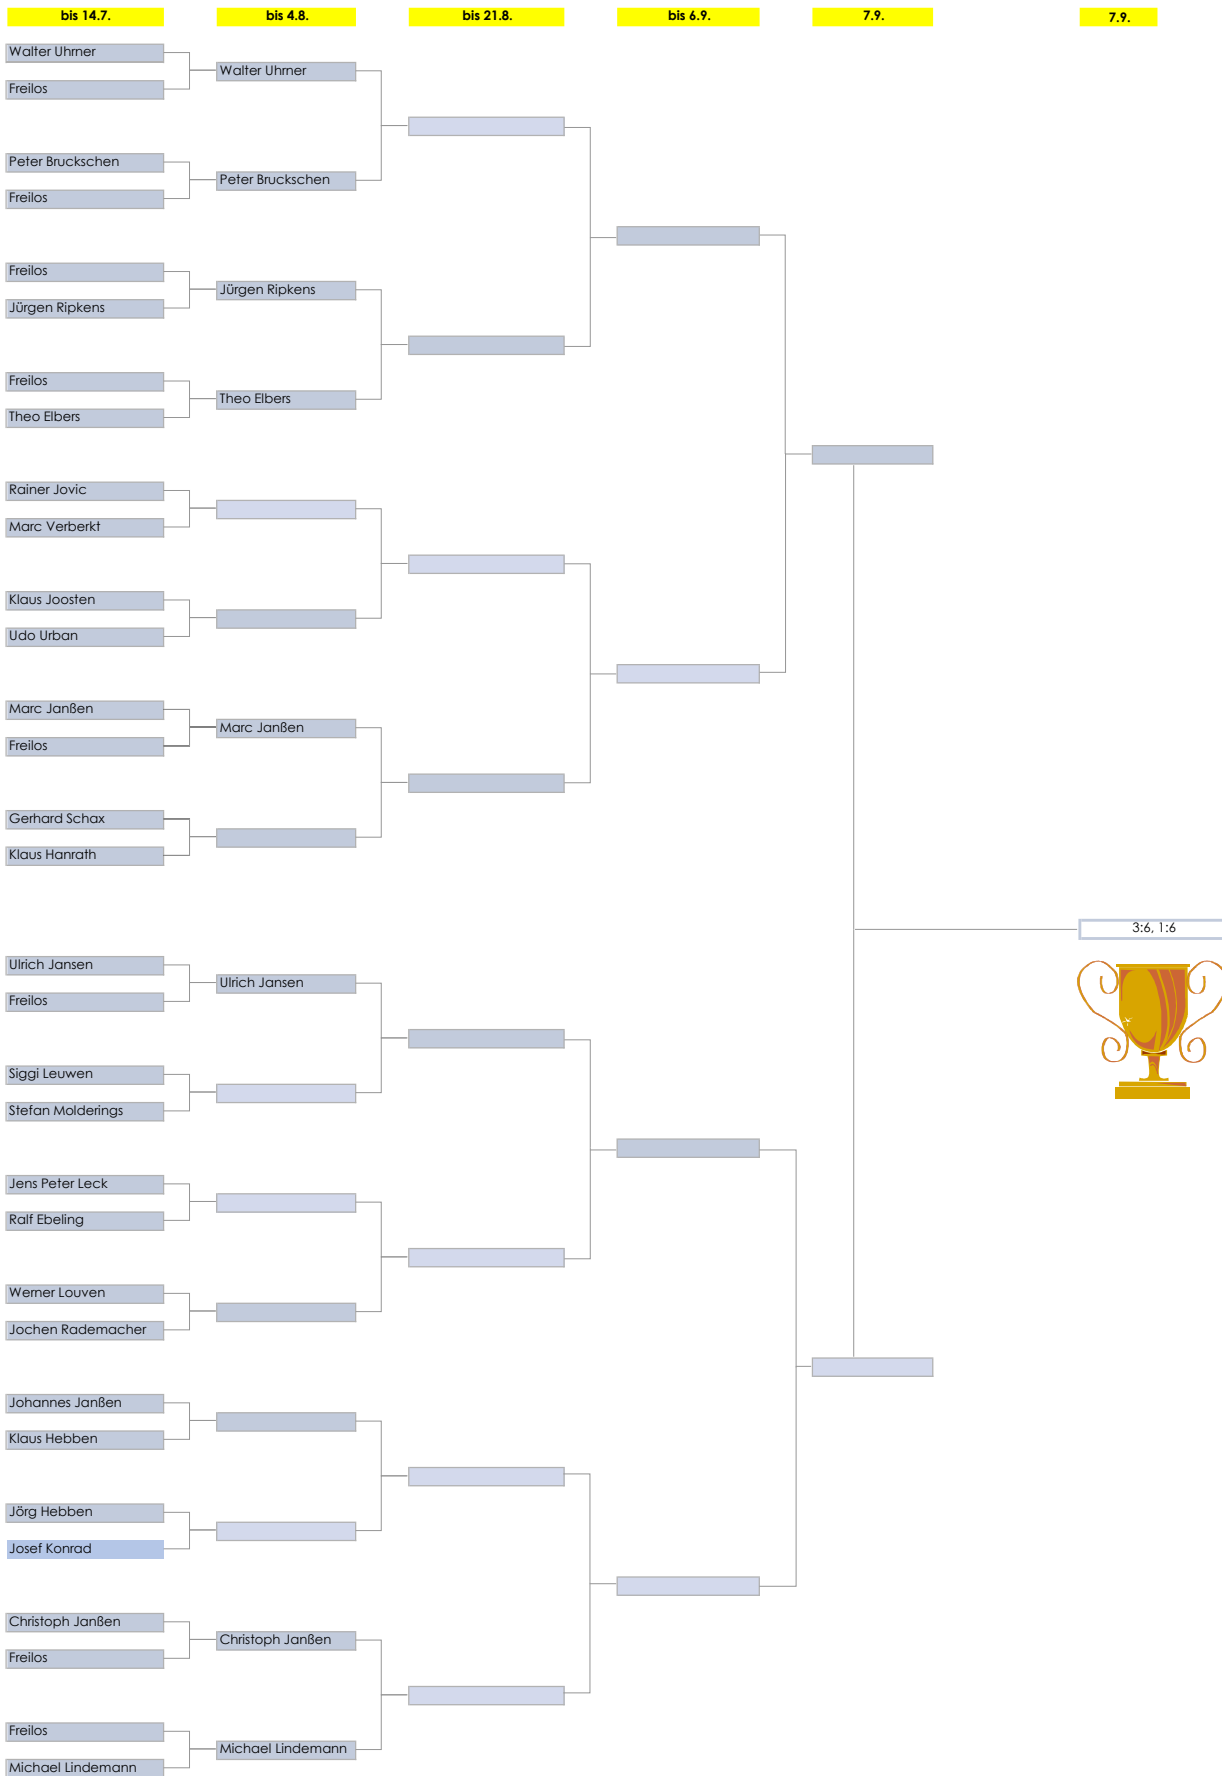 bis 14.7.
bis 4.8.
bis 21.8.
bis 6.9.
7.9.
7.9.
Walter Uhrner
Walter Uhrner
Freilos
Peter Bruckschen
Peter Bruckschen
Freilos
Freilos
Jürgen Ripkens
Jürgen Ripkens
Freilos
Theo Elbers
Theo Elbers
Rainer Jovic
Marc Verberkt
Klaus Joosten
Udo Urban
Marc Janßen
Marc Janßen
Freilos
Gerhard Schax
Klaus Hanrath
3:6, 1:6
Ulrich Jansen
Ulrich Jansen
Freilos
Siggi Leuwen
Stefan Molderings
Jens Peter Leck
Ralf Ebeling
Werner Louven
Jochen Rademacher
Johannes Janßen
Klaus Hebben
Jörg Hebben
Josef Konrad
Christoph Janßen
Christoph Janßen
Freilos
Freilos
Michael Lindemann
Michael Lindemann